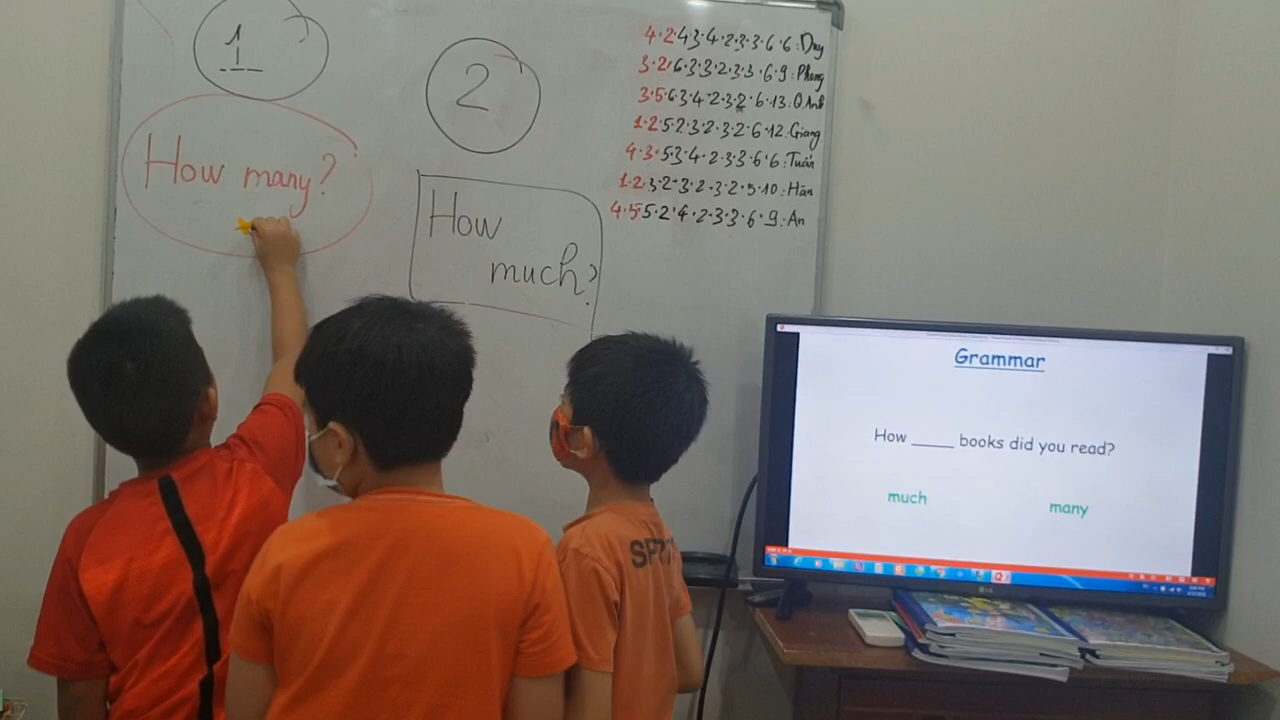 1
How many?
2
How
much?
4.2.4.3.4.2.3.3.6.6:Duy
3.2.6.3.3.2.3.3.6.9:Phong
3.5.6.3.4.2.3.2.6.13:Q.Anh
1.2.5.2.3.2.3.2.6.12:Giang
4.3.5.3.4.2.3.3.6.6:Tuấn
1.2.3.2.3.2.3.2.5.10:Hân
4.5.5.2.4.2.3.3.6.9:An
Grammar
How _____ books did you read?
much many
LG